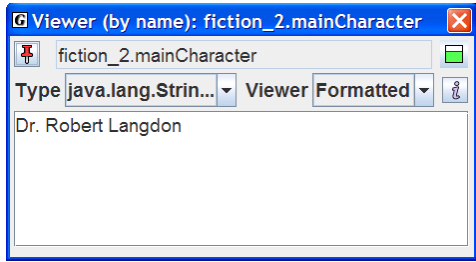 G Viewer (by name): fiction_2.mainCharacter
fiction_2.mainCharacter
Type java.lang.Strin... Viewer Formatted i
Dr. Robert Langdon